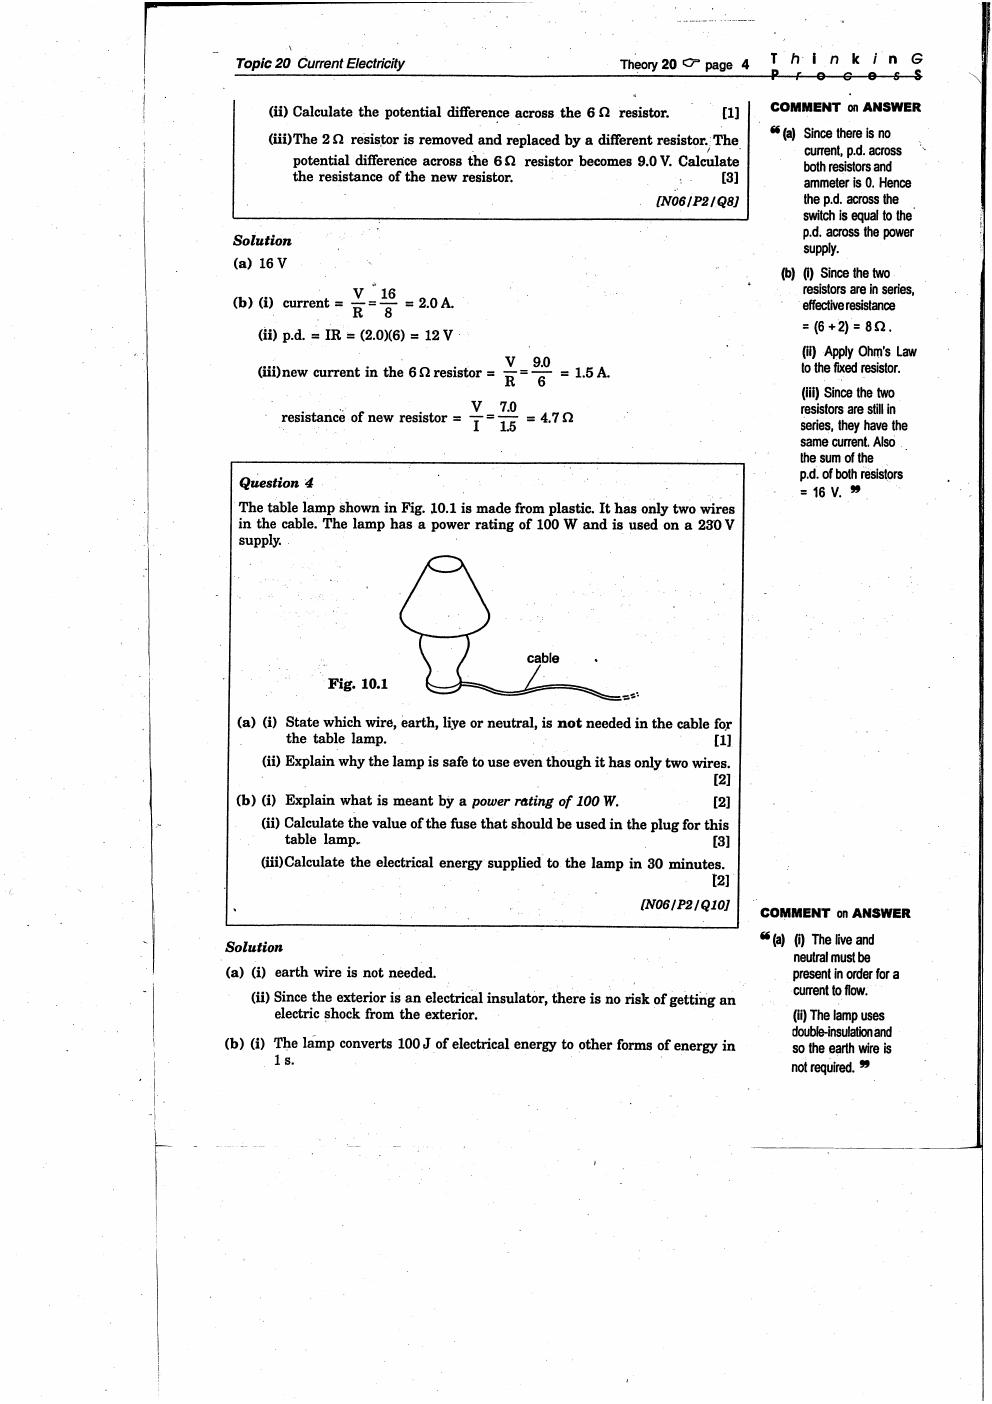 Topic 20 Current Electricity
Theory 20 ☞ page 4
T h i n k i n G
P r o c e s S
(ii) Calculate the potential difference across the 6 Ω resistor. [1]
(iii)The 2 Ω resistor is removed and replaced by a different resistor. The
potential difference across the 6 Ω resistor becomes 9.0 V. Calculate
the resistance of the new resistor. [3]
[N06/P2/Q8]
Solution
(a) 16 V
(b) (i) current = V/R = 16/8 = 2.0 A.
(ii) p.d. = IR = (2.0)(6) = 12 V
(iii)new current in the 6 Ω resistor = V/R = 9.0/6 = 1.5 A.
resistance of new resistor = V/I = 7.0/1.5 = 4.7 Ω
COMMENT on ANSWER
❝ (a) Since there is no
current, p.d. across
both resistors and
ammeter is 0. Hence
the p.d. across the
switch is equal to the
p.d. across the power
supply.
(b) (i) Since the two
resistors are in series,
effective resistance
= (6 + 2) = 8 Ω.
(ii) Apply Ohm's Law
to the fixed resistor.
(iii) Since the two
resistors are still in
series, they have the
same current. Also
the sum of the
p.d. of both resistors
= 16 V. ❞
Question 4
The table lamp shown in Fig. 10.1 is made from plastic. It has only two wires
in the cable. The lamp has a power rating of 100 W and is used on a 230 V
supply.
cable
Fig. 10.1
(a) (i) State which wire, earth, live or neutral, is not needed in the cable for
the table lamp. [1]
(ii) Explain why the lamp is safe to use even though it has only two wires.
[2]
(b) (i) Explain what is meant by a power rating of 100 W. [2]
(ii) Calculate the value of the fuse that should be used in the plug for this
table lamp. [3]
(iii)Calculate the electrical energy supplied to the lamp in 30 minutes.
[2]
[N06/P2/Q10]
Solution
(a) (i) earth wire is not needed.
(ii) Since the exterior is an electrical insulator, there is no risk of getting an
electric shock from the exterior.
(b) (i) The lamp converts 100 J of electrical energy to other forms of energy in
1 s.
COMMENT on ANSWER
❝ (a) (i) The live and
neutral must be
present in order for a
current to flow.
(ii) The lamp uses
double-insulation and
so the earth wire is
not required. ❞